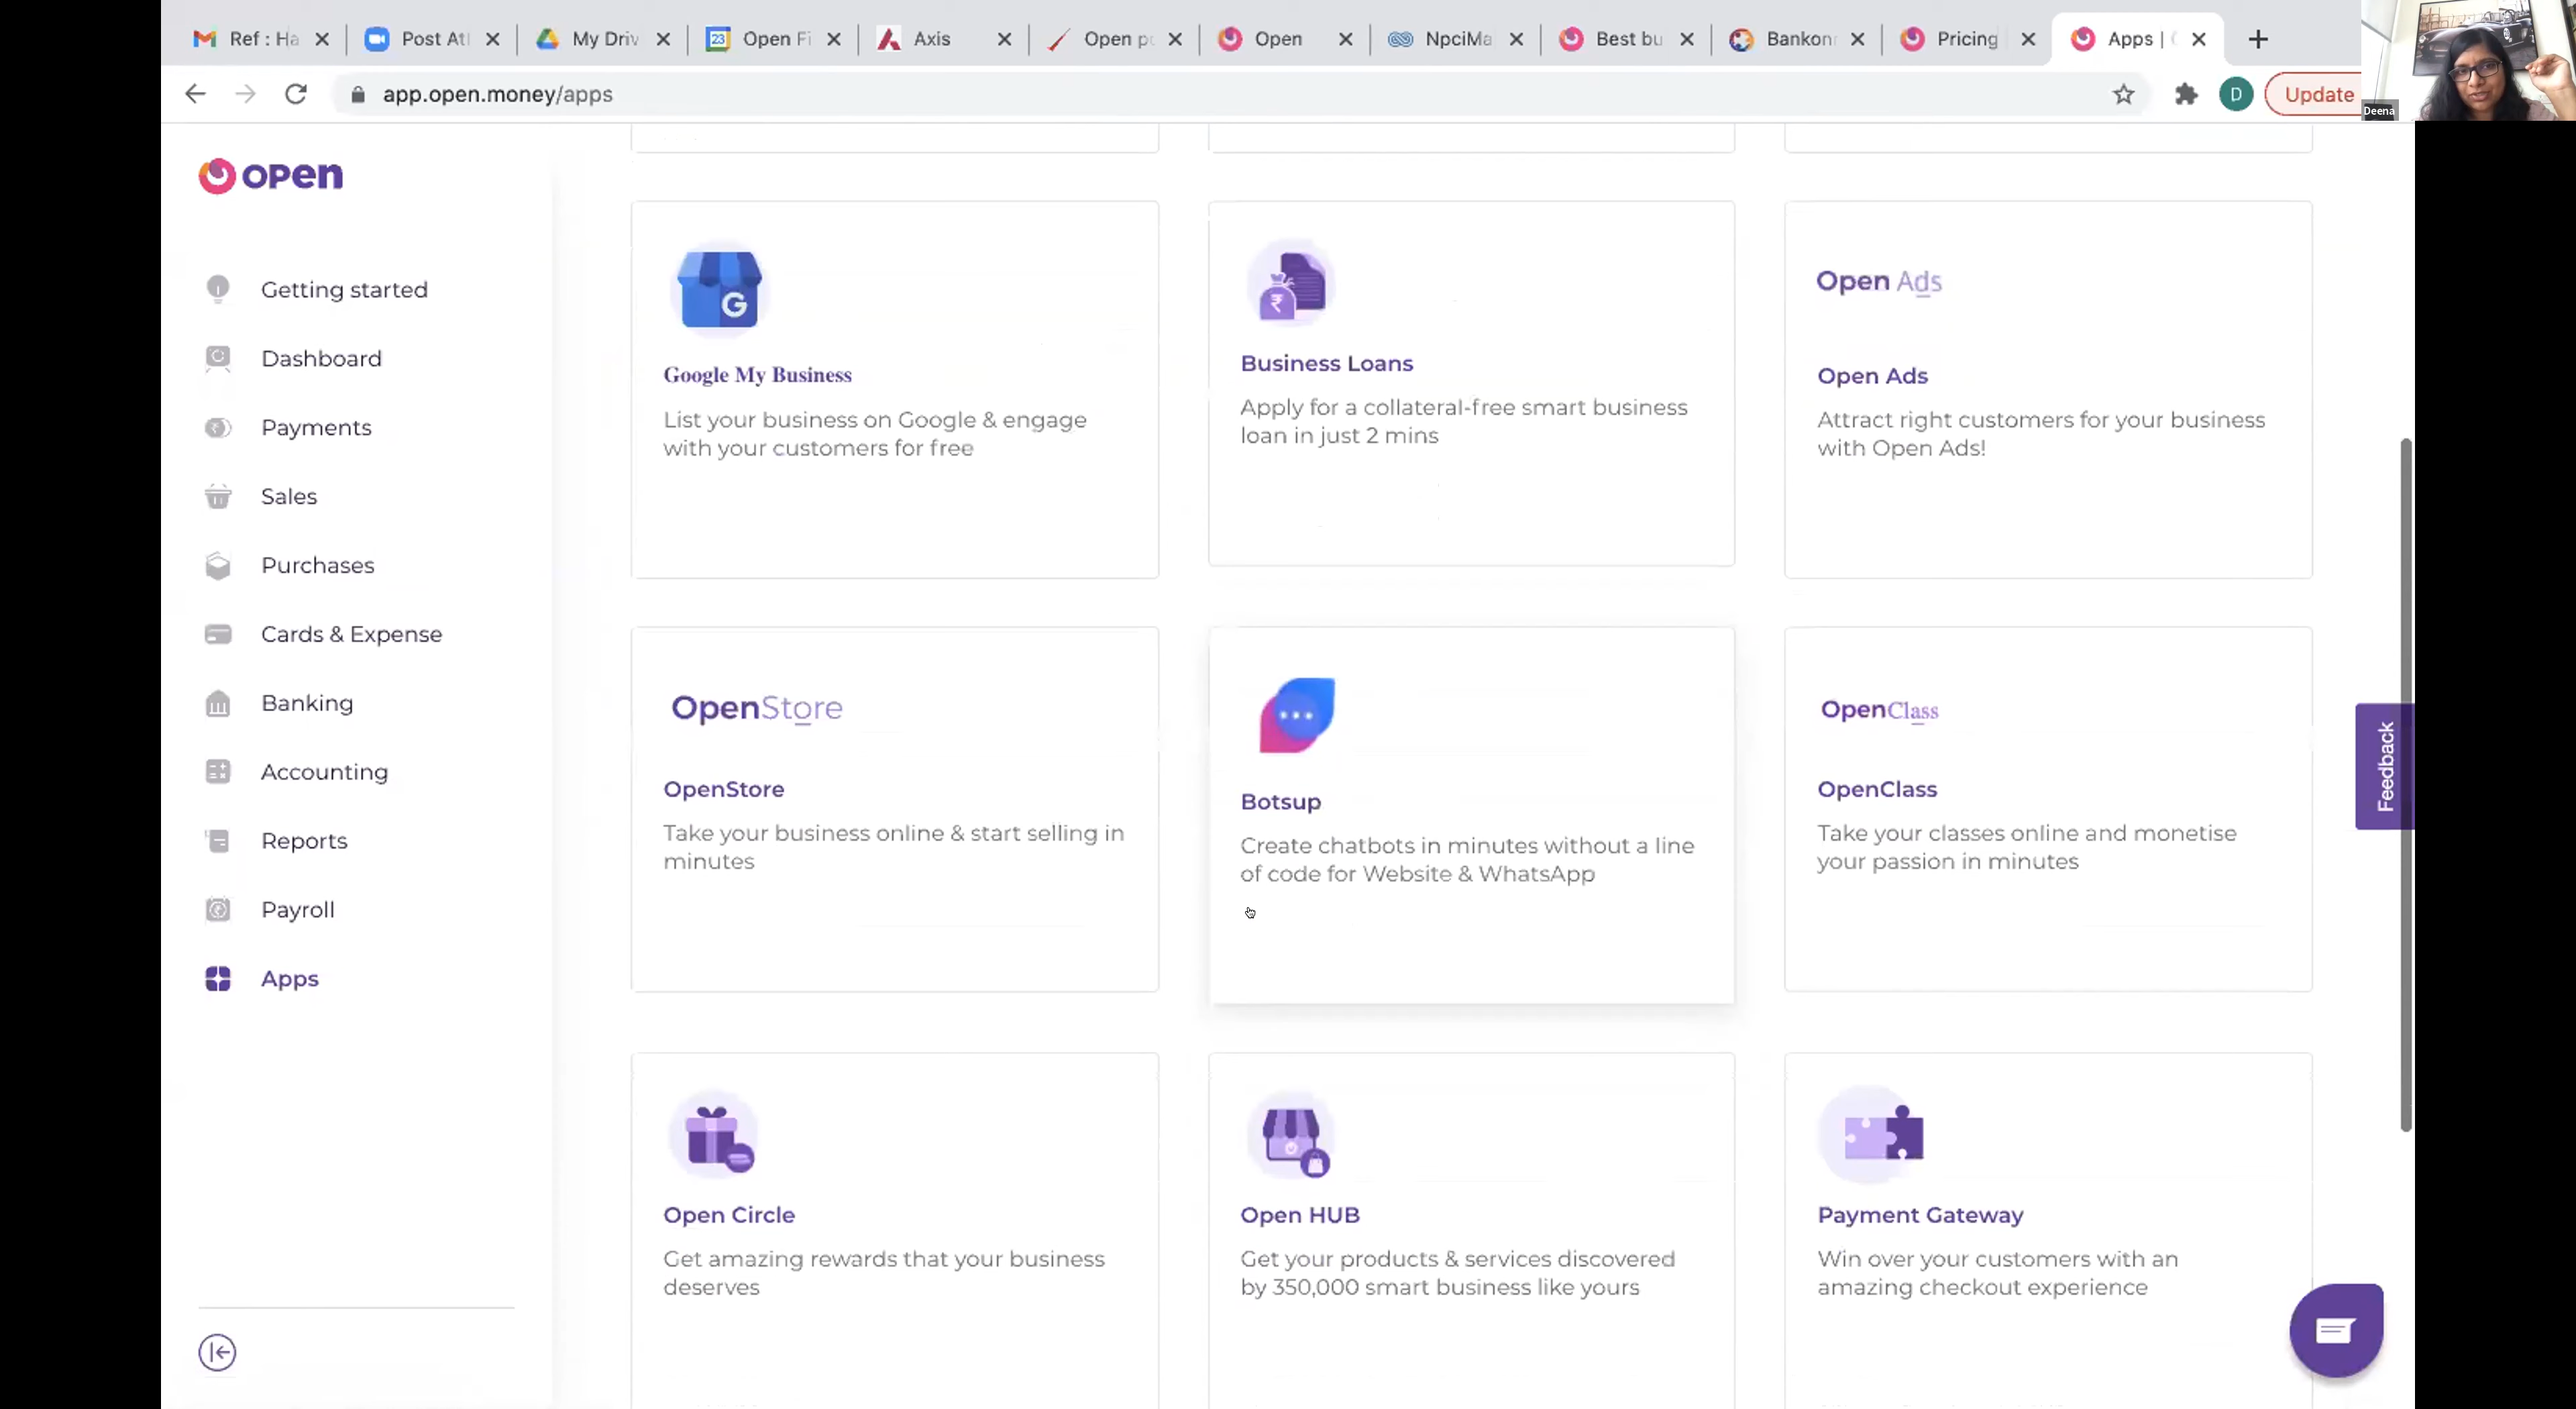 Ref : Ha
Post Atl
My Driv
23
Open Fi
Axis
Open po
Open
NpciMa
Best bu
Bankon
Pricing
Apps |
app.open.money/apps
D
Update
Deena
open
Getting started
Dashboard
Payments
Sales
Purchases
Cards & Expense
Banking
Accounting
Reports
Payroll
Apps
G
Google My Business
List your business on Google & engage
with your customers for free
₹
Business Loans
Apply for a collateral-free smart business
loan in just 2 mins
Open Ads
Open Ads
Attract right customers for your business
with Open Ads!
OpenStore
OpenStore
Take your business online & start selling in
minutes
Botsup
Create chatbots in minutes without a line
of code for Website & WhatsApp
OpenClass
OpenClass
Take your classes online and monetise
your passion in minutes
Open Circle
Get amazing rewards that your business
deserves
Open HUB
Get your products & services discovered
by 350,000 smart business like yours
Payment Gateway
Win over your customers with an
amazing checkout experience
Feedback